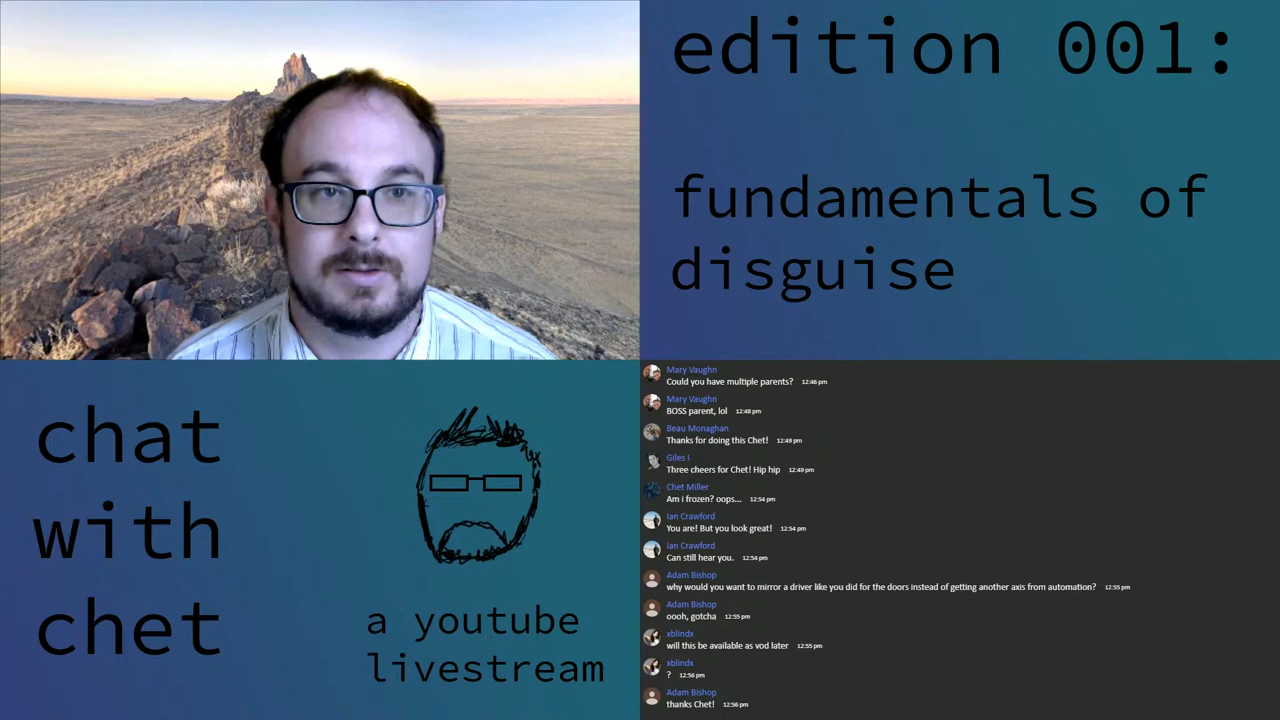 edition 001:
fundamentals of
disguise
chat
with
chet
a youtube
livestream
Mary Vaughn
Could you have multiple parents? 12:46 pm
Mary Vaughn
BOSS parent, lol 12:48 pm
Beau Monaghan
Thanks for doing this Chet! 12:49 pm
Giles I
Three cheers for Chet! Hip hip 12:49 pm
Chet Miller
Am i frozen? oops... 12:54 pm
Ian Crawford
You are! But you look great! 12:54 pm
Ian Crawford
Can still hear you. 12:54 pm
Adam Bishop
why would you want to mirror a driver like you did for the doors instead of getting another axis from automation? 12:55 pm
Adam Bishop
oooh, gotcha 12:55 pm
xblindx
will this be available as vod later 12:55 pm
xblindx
? 12:56 pm
Adam Bishop
thanks Chet! 12:56 pm